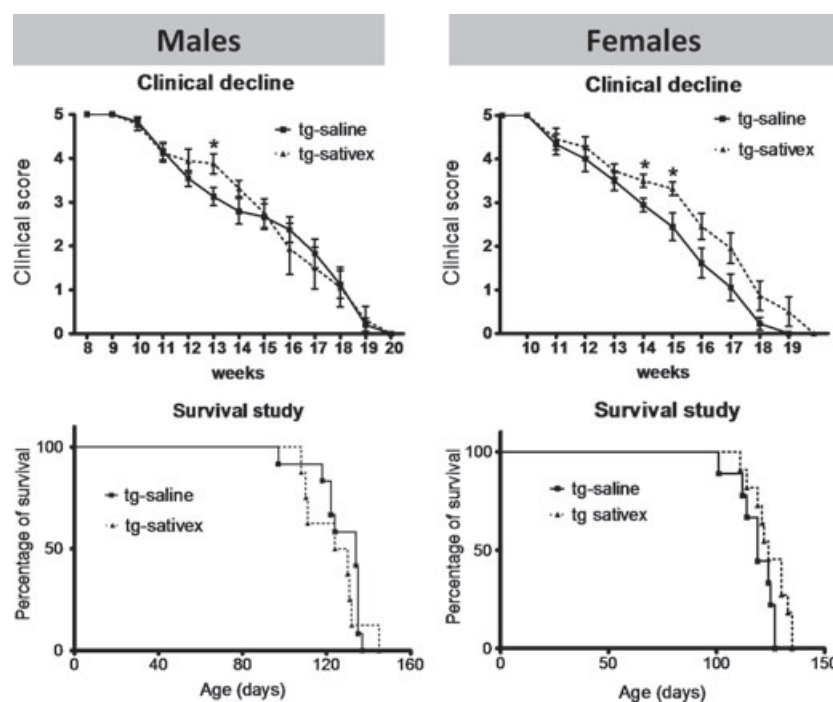 Males
Clinical decline
tg-saline
tg-sativex
*
Clinical score
5
4
3
2
1
0
8 9 10 11 12 13 14 15 16 17 18 19 20
weeks
Survival study
tg-saline
tg-sativex
Percentage of survival
100
50
0
0 40 80 120 160
Age (days)
Females
Clinical decline
tg-saline
tg-sativex
* *
Clinical score
5
4
3
2
1
0
10 11 12 13 14 15 16 17 18 19
weeks
Survival study
tg-saline
tg sativex
Percentage of survival
100
50
0
0 50 100 150
Age (days)